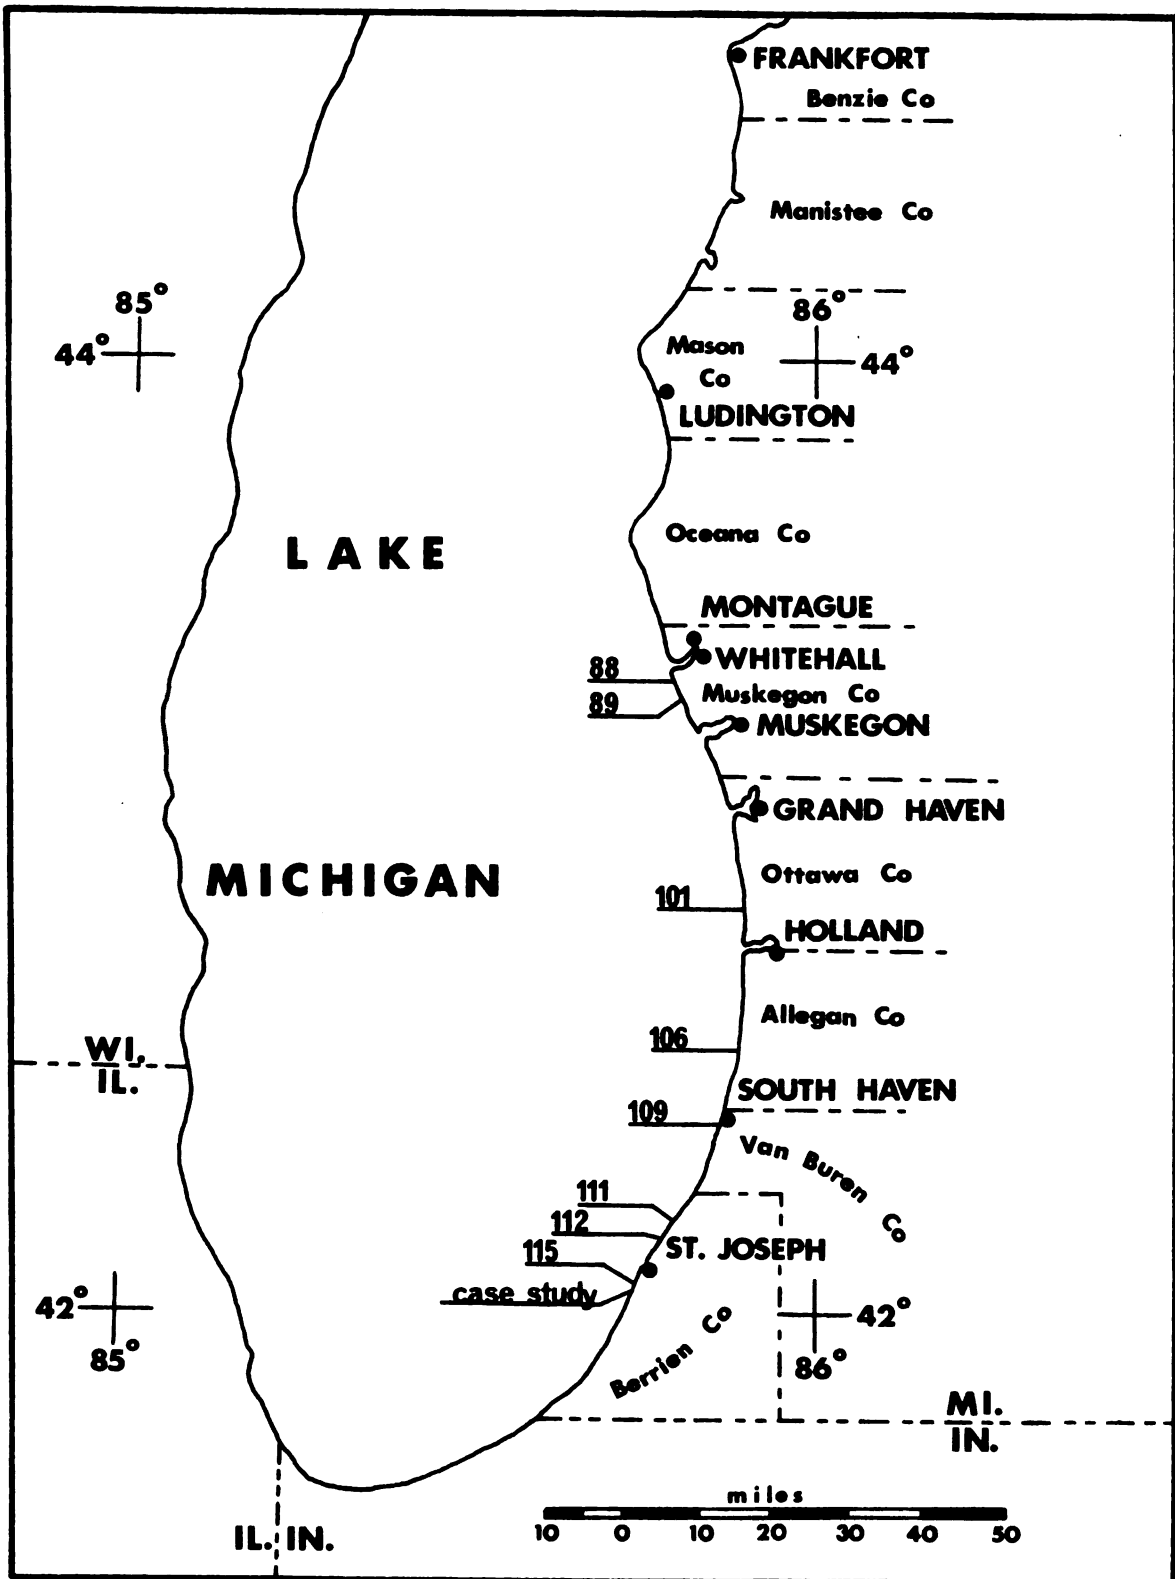 FRANKFORT
Benzie Co
Manistee Co
85°
44°
86°
44°
Mason
Co
LUDINGTON
LAKE
Oceana Co
MONTAGUE
WHITEHALL
88
Muskegon Co
89
MUSKEGON
GRAND HAVEN
MICHIGAN
Ottawa Co
101
HOLLAND
Allegan Co
106
WI.
IL.
SOUTH HAVEN
109
Van Buren Co
111
112
ST. JOSEPH
115
case study
42°
85°
42°
86°
Berrien Co
MI.
IN.
miles
10 0 10 20 30 40 50
IL. IN.